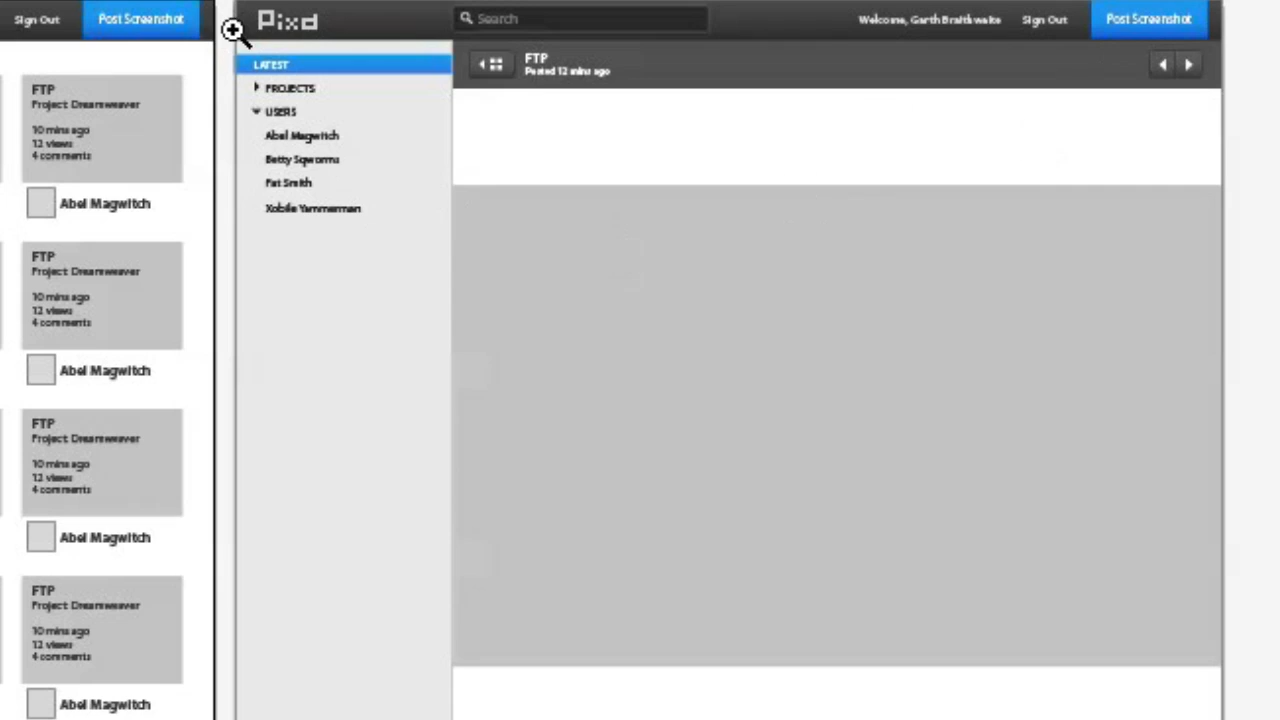 Sign Out
Post Screenshot
FTP
Project Dreamweaver
10 mins ago
12 views
4 comments
Abel Magwitch
FTP
Project Dreamweaver
10 mins ago
12 views
4 comments
Abel Magwitch
FTP
Project Dreamweaver
10 mins ago
12 views
4 comments
Abel Magwitch
FTP
Project Dreamweaver
10 mins ago
12 views
4 comments
Abel Magwitch
Pixd
Search
Welcome, Garth Braithwaite
Sign Out
Post Screenshot
LATEST
PROJECTS
USERS
Abel Magwitch
Betty Sqworms
Pat Smith
Xobile Yammerman
FTP
Posted 12 mins ago